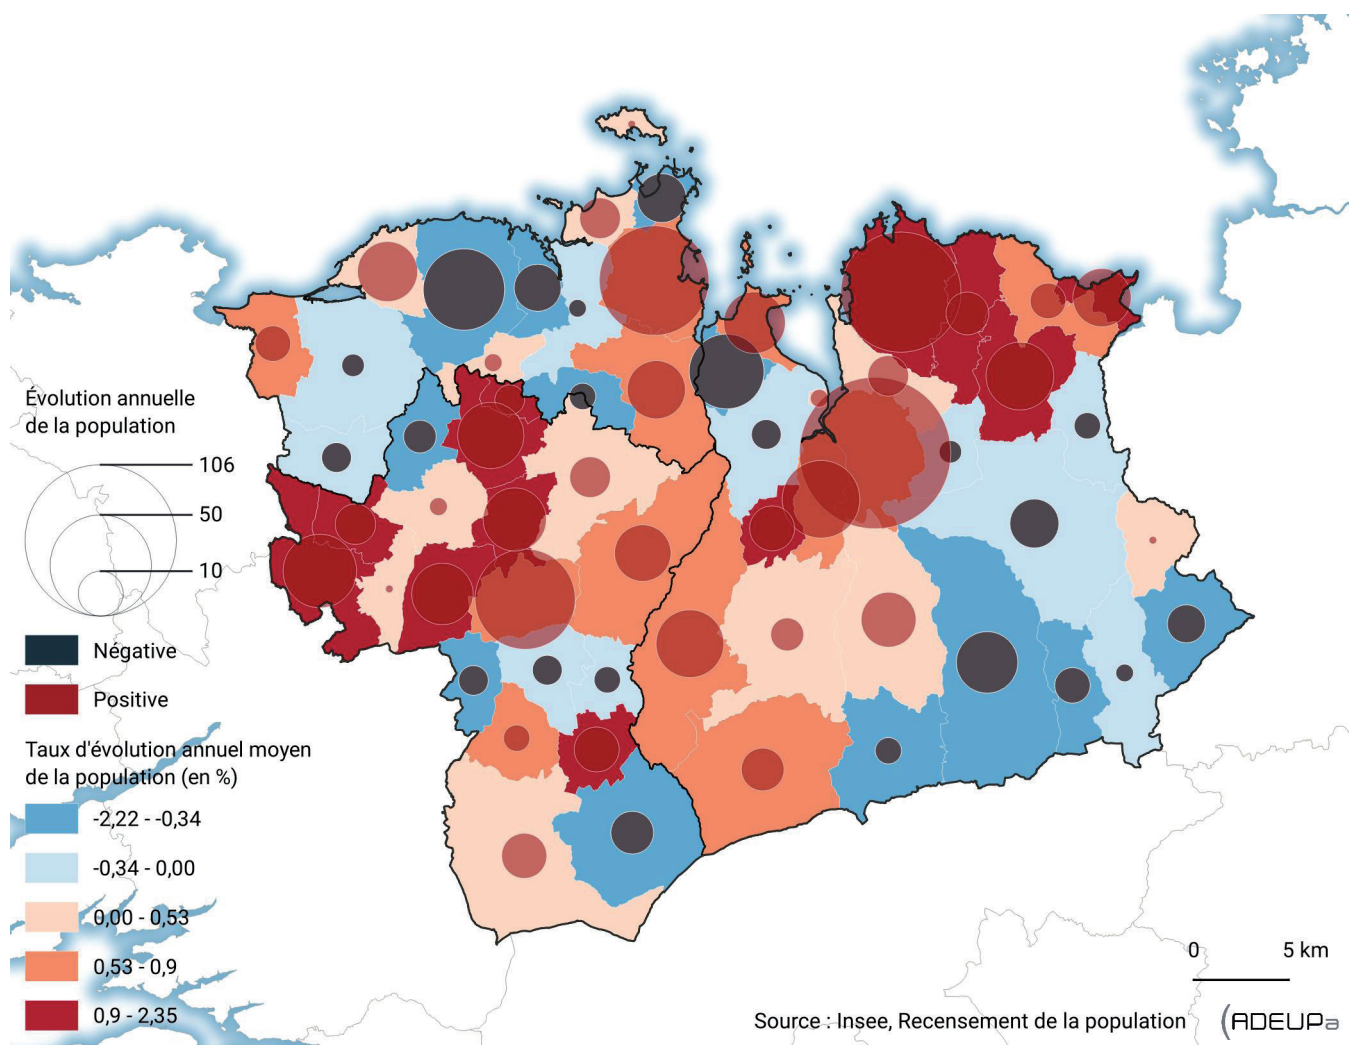 Évolution annuelle
de la population
106
50
10
Négative
Positive
Taux d'évolution annuel moyen
de la population (en %)
-2,22 - -0,34
-0,34 - 0,00
0,00 - 0,53
0,53 - 0,9
0,9 - 2,35
0 5 km
Source : Insee, Recensement de la population
ADEUPa